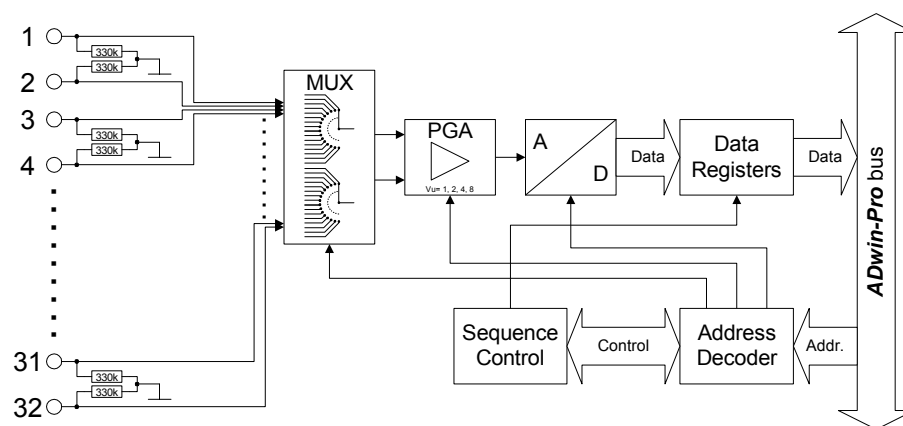 1
330k
330k
2
3
330k
330k
4
31
330k
330k
32
MUX
PGA
Vu= 1, 2, 4, 8
A
D
Data
Data
Registers
Data
Sequence
Control
Control
Address
Decoder
Addr.
ADwin-Pro bus